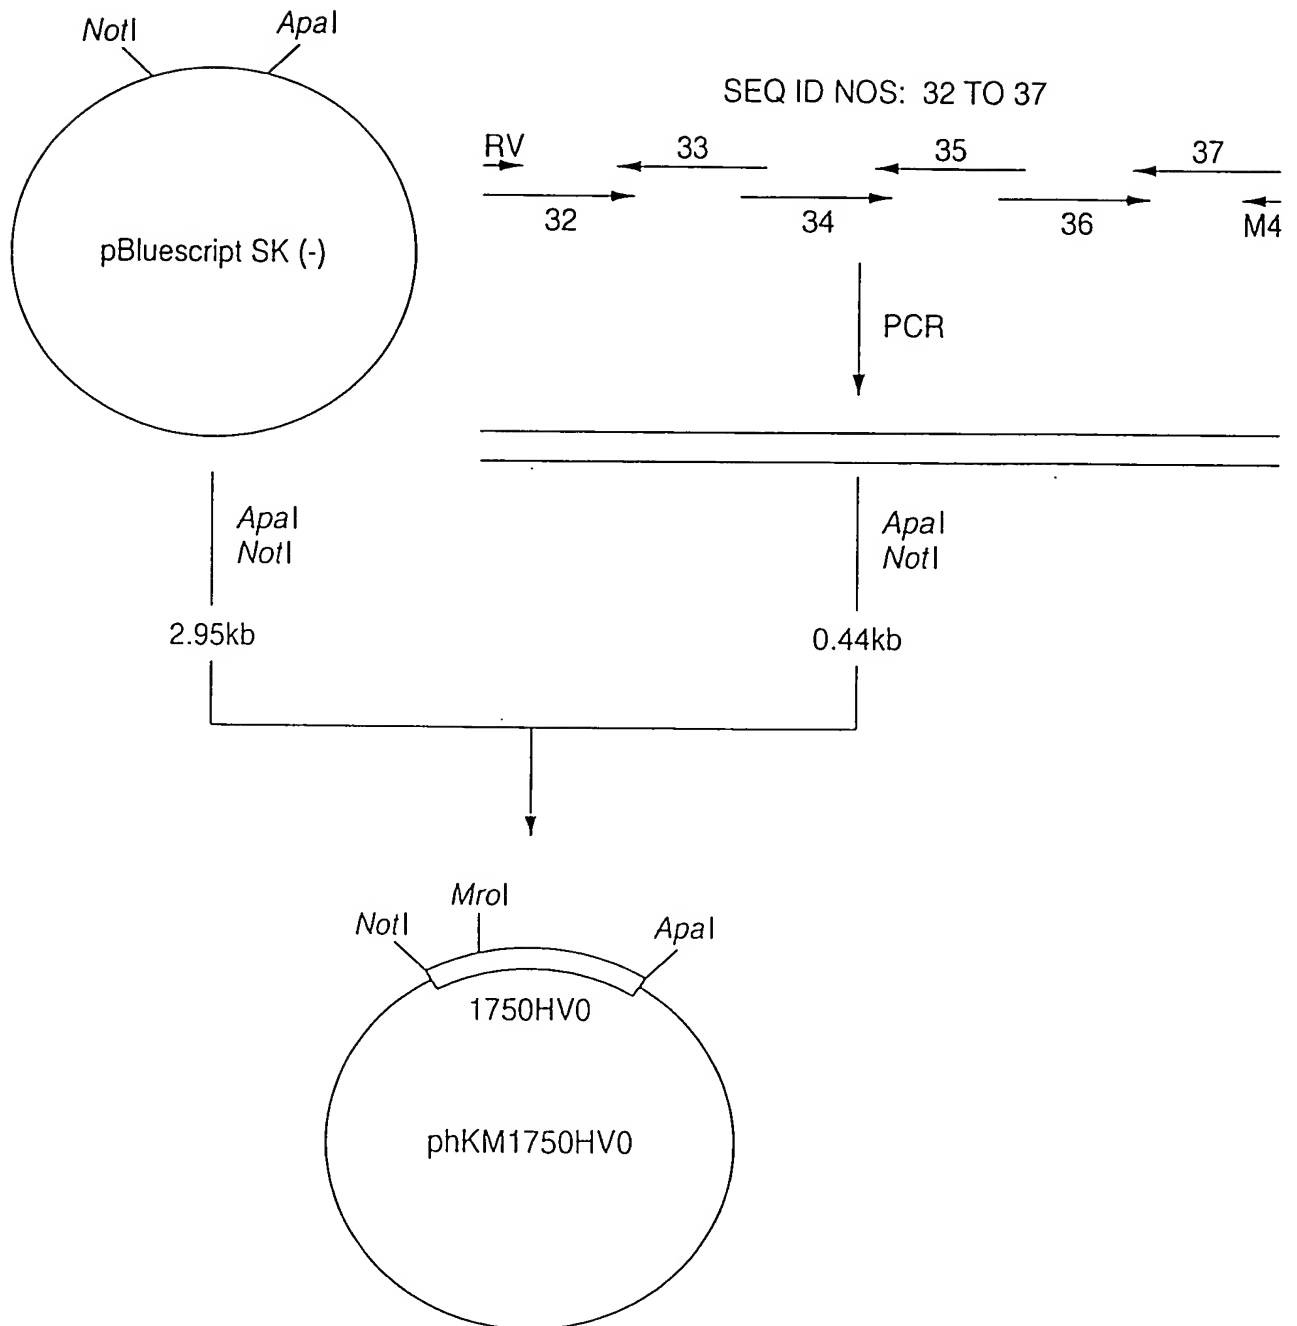 NotI
ApaI
pBluescript SK (-)
SEQ ID NOS: 32 TO 37
RV
33
35
37
32
34
36
M4
PCR
ApaI
NotI
ApaI
NotI
2.95kb
0.44kb
NotI
MroI
ApaI
1750HV0
phKM1750HV0